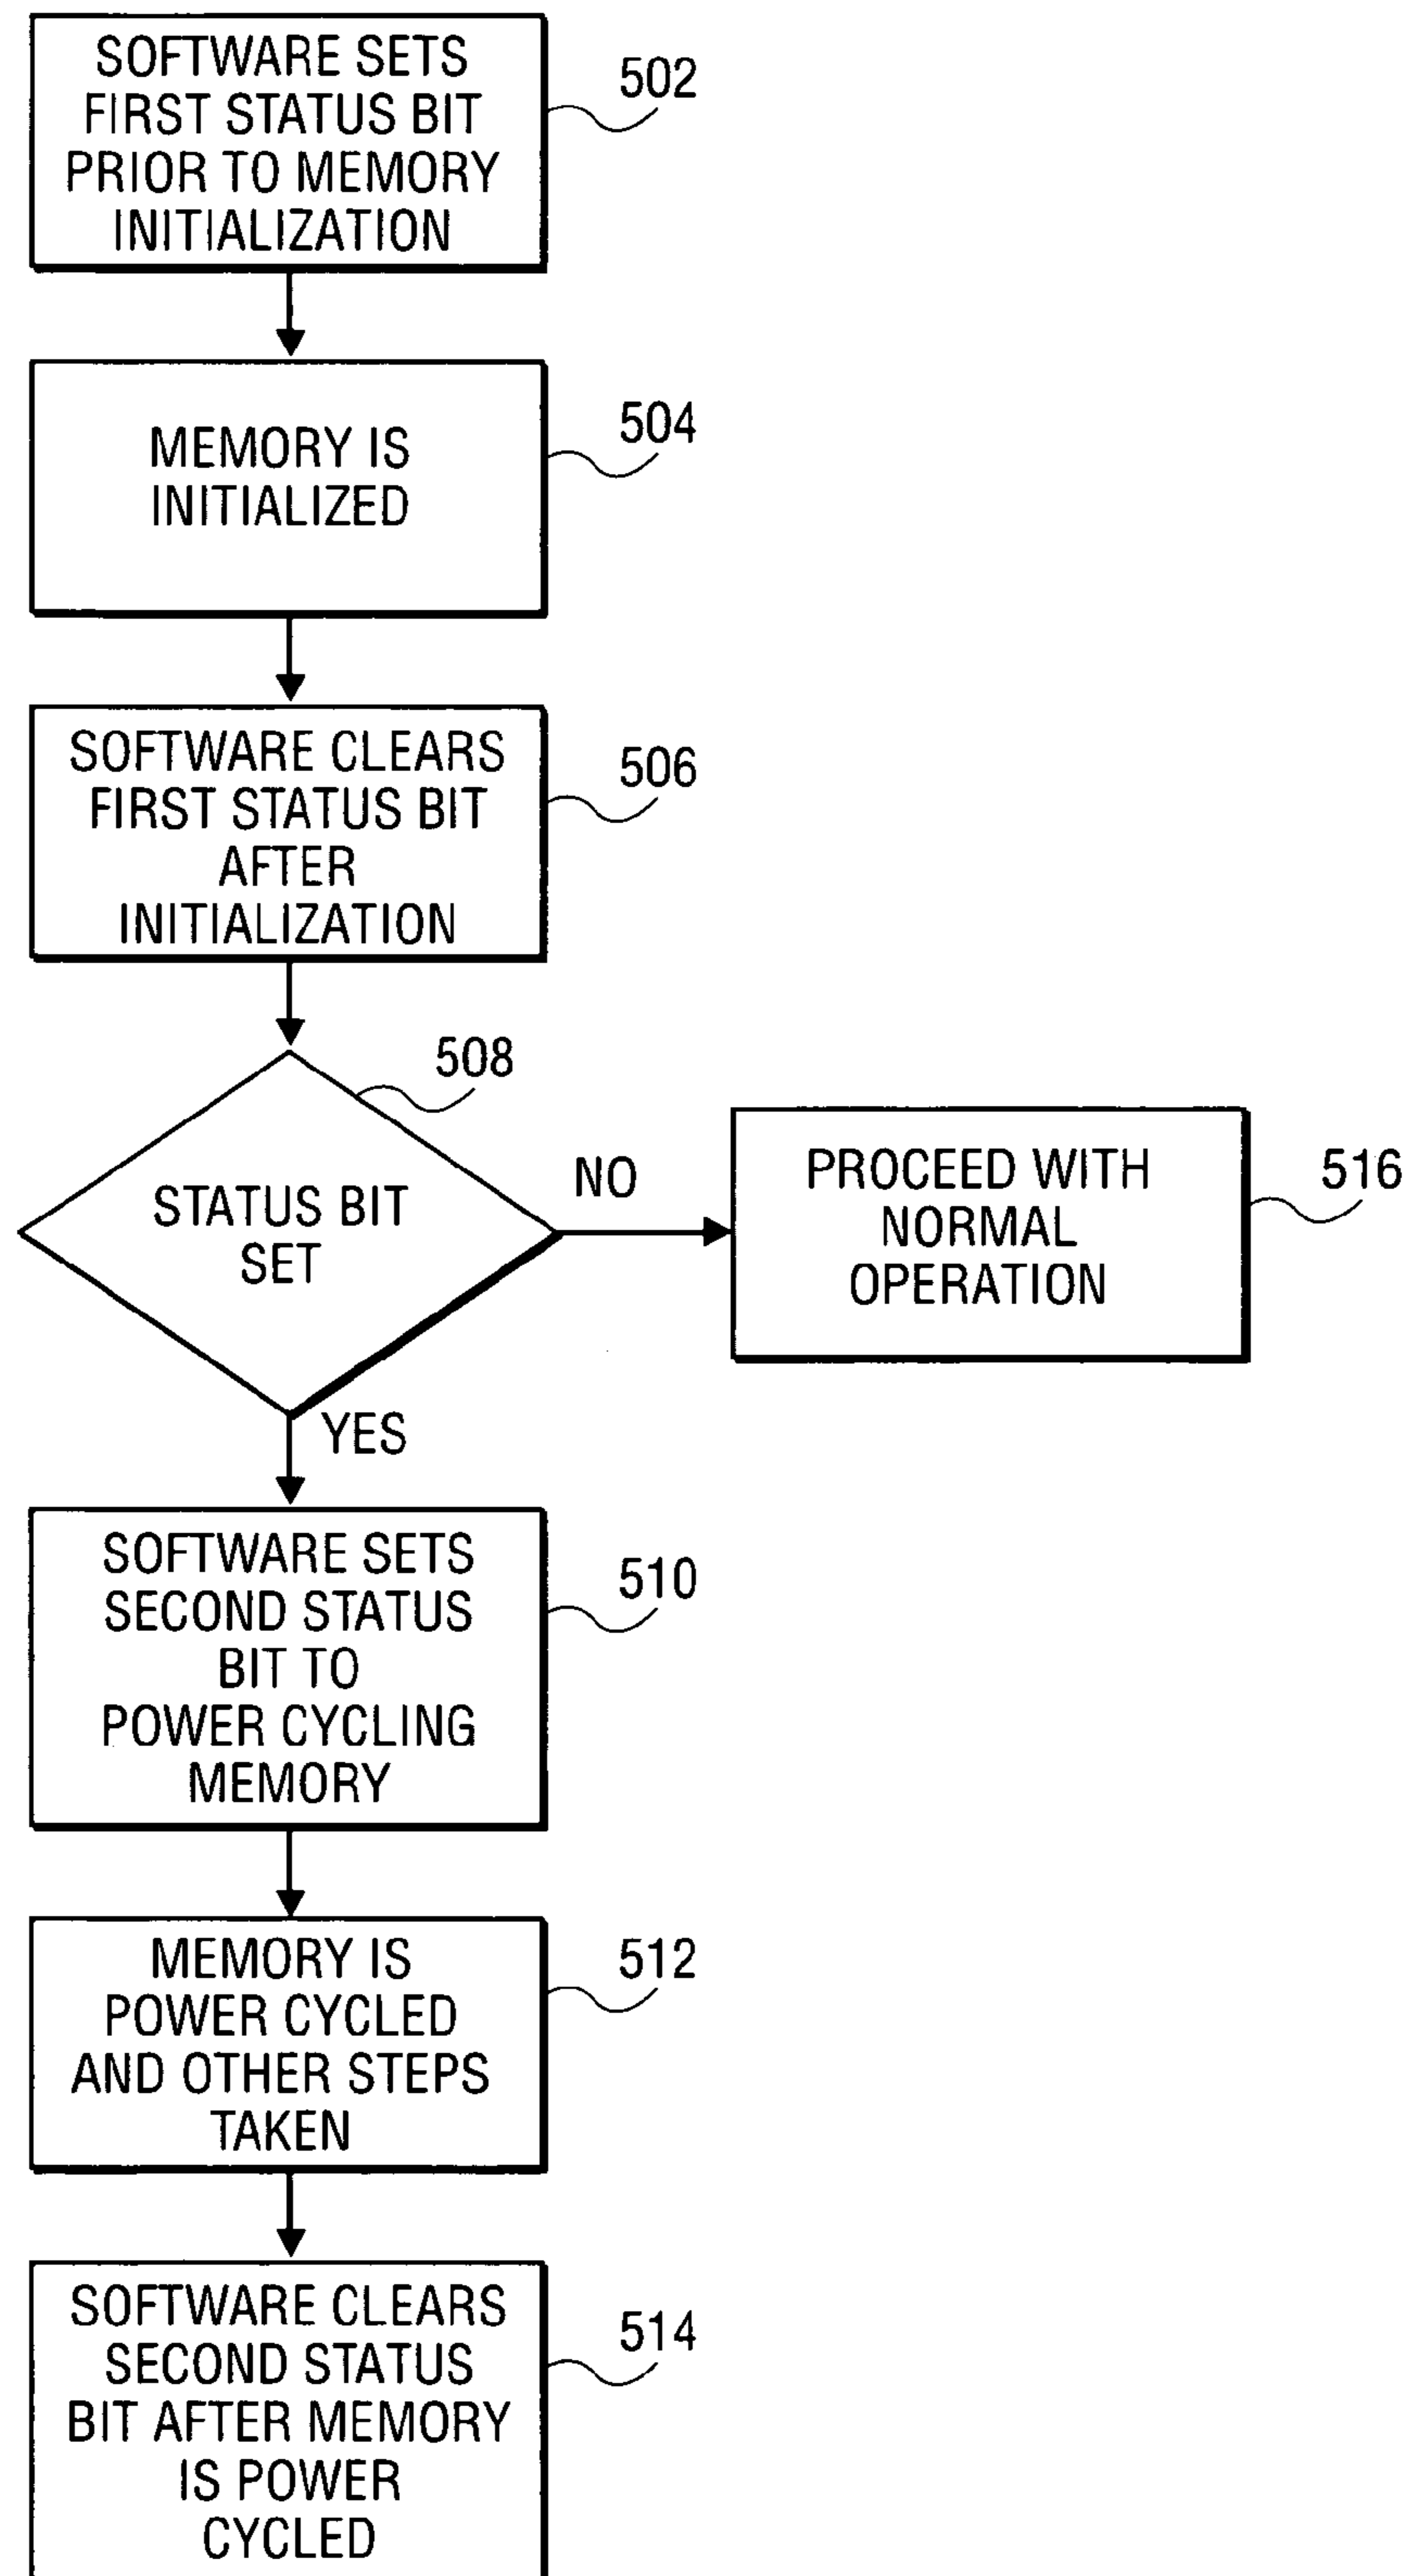 SOFTWARE SETS
FIRST STATUS BIT
PRIOR TO MEMORY
INITIALIZATION
502
MEMORY IS
INITIALIZED
504
SOFTWARE CLEARS
FIRST STATUS BIT
AFTER
INITIALIZATION
506
508
STATUS BIT
SET
NO
PROCEED WITH
NORMAL
OPERATION
516
YES
SOFTWARE SETS
SECOND STATUS
BIT TO
POWER CYCLING
MEMORY
510
MEMORY IS
POWER CYCLED
AND OTHER STEPS
TAKEN
512
SOFTWARE CLEARS
SECOND STATUS
BIT AFTER MEMORY
IS POWER
CYCLED
514